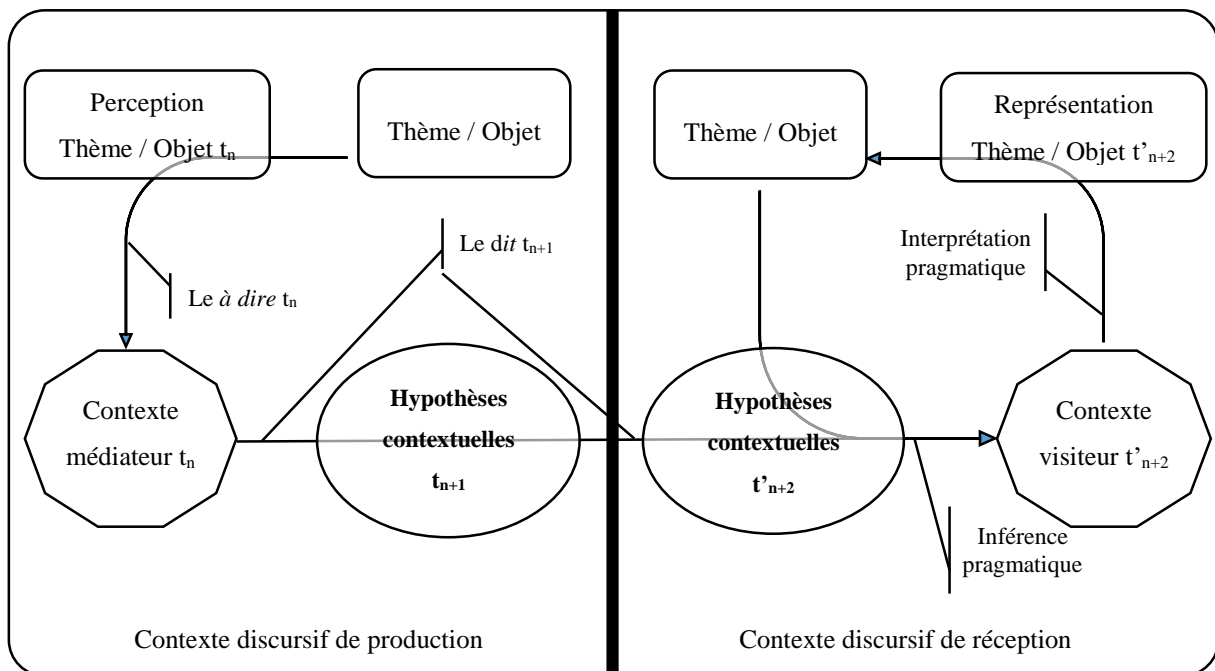 Perception
Thème / Objet tn
Thème / Objet
Thème / Objet
Représentation
Thème / Objet t’n+2
Le dit tn+1
Le à dire tn
Interprétation
pragmatique
Contexte
médiateur tn
Hypothèses
contextuelles
tn+1
Hypothèses
contextuelles
t’n+2
Contexte
visiteur t’n+2
Inférence
pragmatique
Contexte discursif de production
Contexte discursif de réception